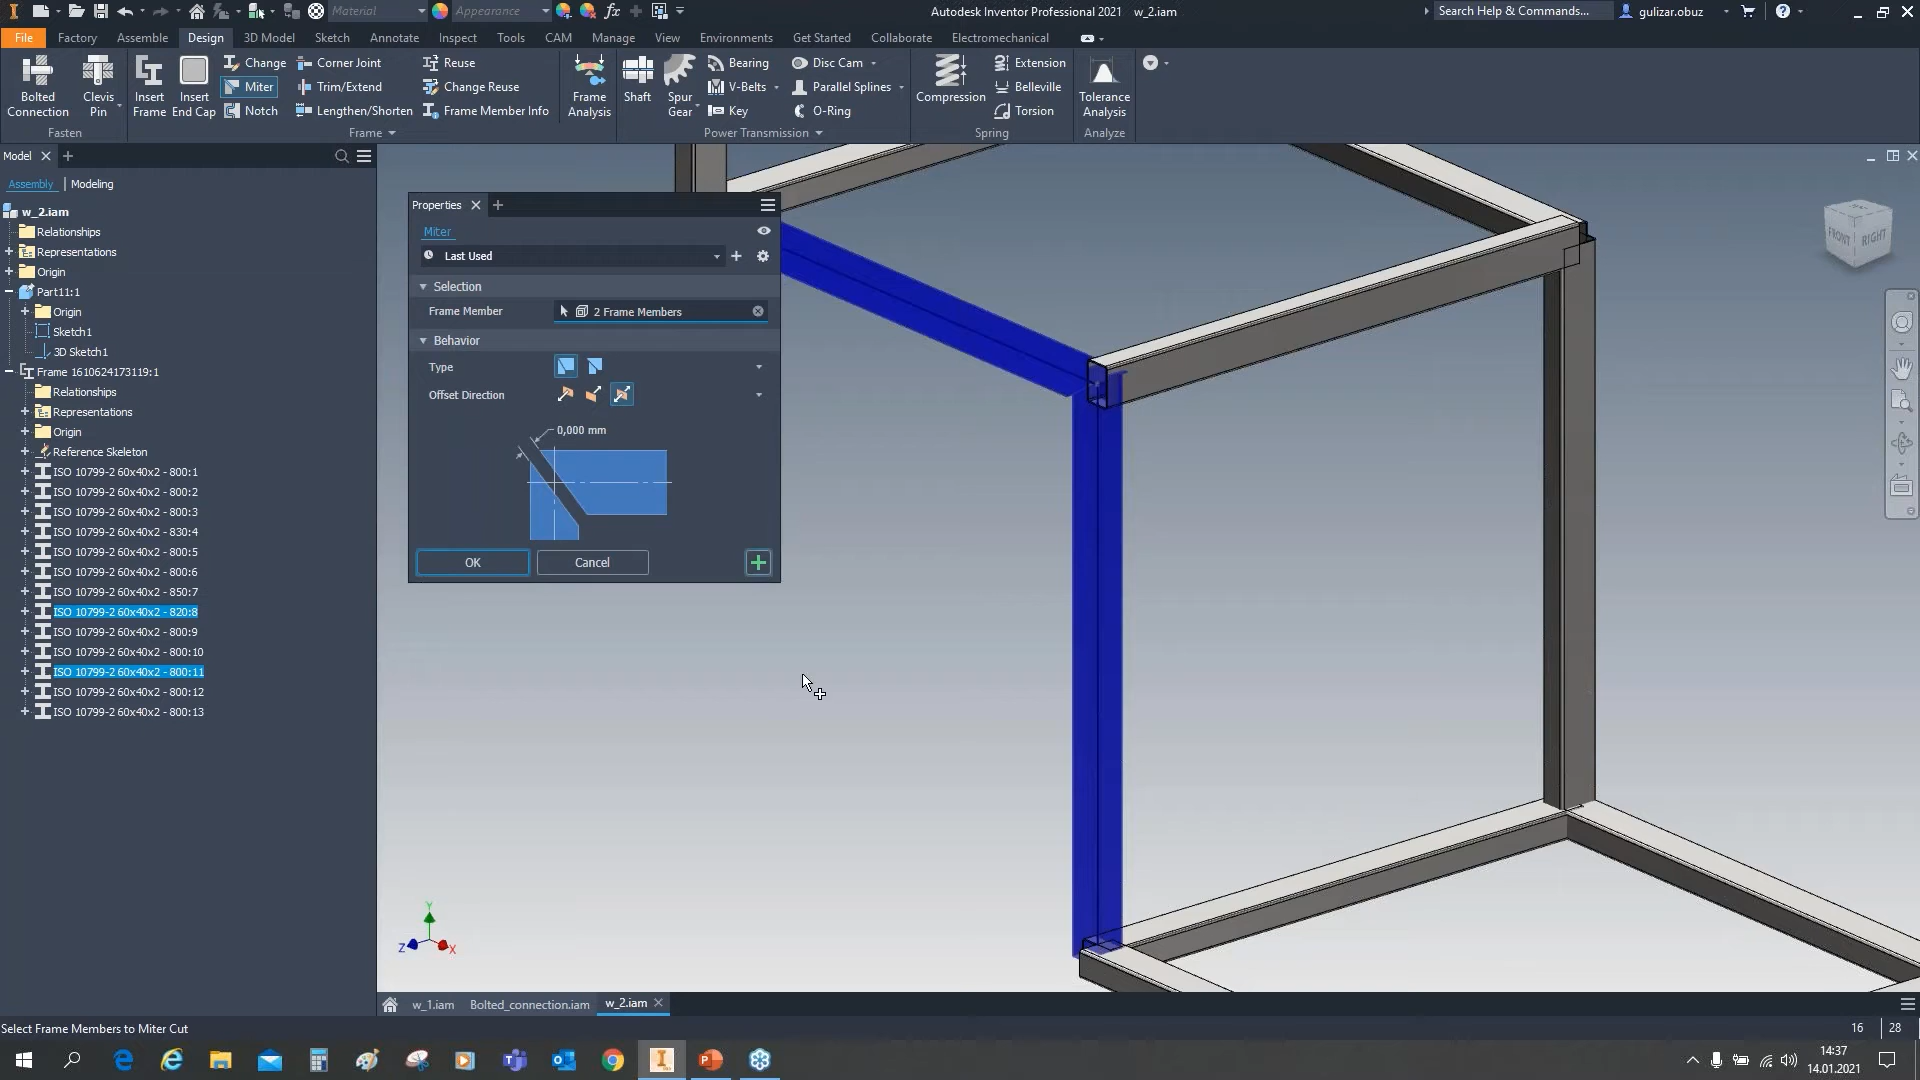 Material
Appearance
Autodesk Inventor Professional 2021 w_2.iam
Search Help & Commands...
gulizar.obuz
File Factory Assemble Design 3D Model Sketch Annotate Inspect Tools CAM Manage View Environments Get Started Collaborate Electromechanical
Bolted Connection
Clevis Pin
Insert Frame
Insert End Cap
Change
Miter
Notch
Corner Joint
Trim/Extend
Lengthen/Shorten
Reuse
Change Reuse
Frame Member Info
Frame Analysis
Shaft
Spur Gear
Bearing
V-Belts
Key
Disc Cam
Parallel Splines
O-Ring
Compression
Extension
Belleville
Torsion
Tolerance Analysis
Fasten
Frame
Power Transmission
Spring
Analyze
Model
Assembly Modeling
w_2.iam
Relationships
Representations
Origin
Part11:1
Origin
Sketch1
3D Sketch1
Frame 1610624173119:1
Relationships
Representations
Origin
Reference Skeleton
ISO 10799-2 60x40x2 - 800:1
ISO 10799-2 60x40x2 - 800:2
ISO 10799-2 60x40x2 - 800:3
ISO 10799-2 60x40x2 - 830:4
ISO 10799-2 60x40x2 - 800:5
ISO 10799-2 60x40x2 - 800:6
ISO 10799-2 60x40x2 - 850:7
ISO 10799-2 60x40x2 - 820:8
ISO 10799-2 60x40x2 - 800:9
ISO 10799-2 60x40x2 - 800:10
ISO 10799-2 60x40x2 - 800:11
ISO 10799-2 60x40x2 - 800:12
ISO 10799-2 60x40x2 - 800:13
Properties
Miter
Last Used
Selection
Frame Member 2 Frame Members
Behavior
Type
Offset Direction
0,000 mm
OK Cancel
FRONT RIGHT
Y
Z
X
w_1.iam Bolted_connection.iam w_2.iam
Select Frame Members to Miter Cut
16 28
14:37
14.01.2021